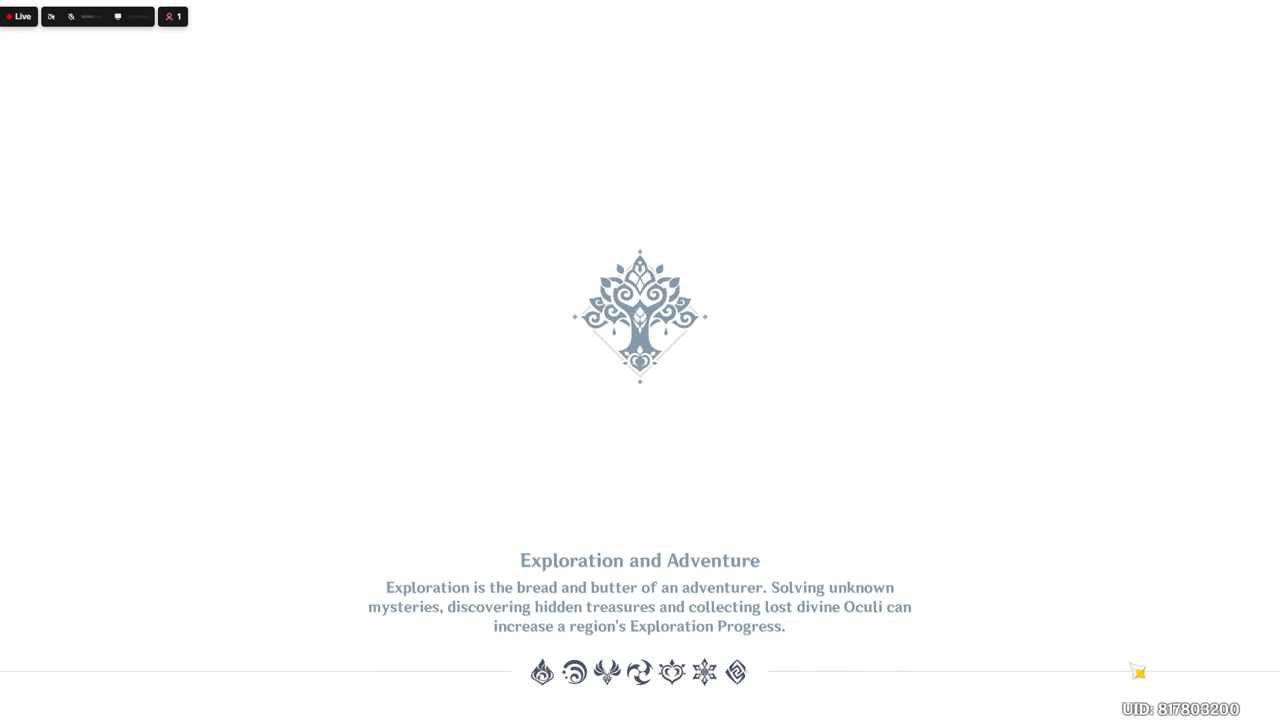 Live
1
Exploration and Adventure
Exploration is the bread and butter of an adventurer. Solving unknown
mysteries, discovering hidden treasures and collecting lost divine Oculi can
increase a region's Exploration Progress.
UID: 817803200